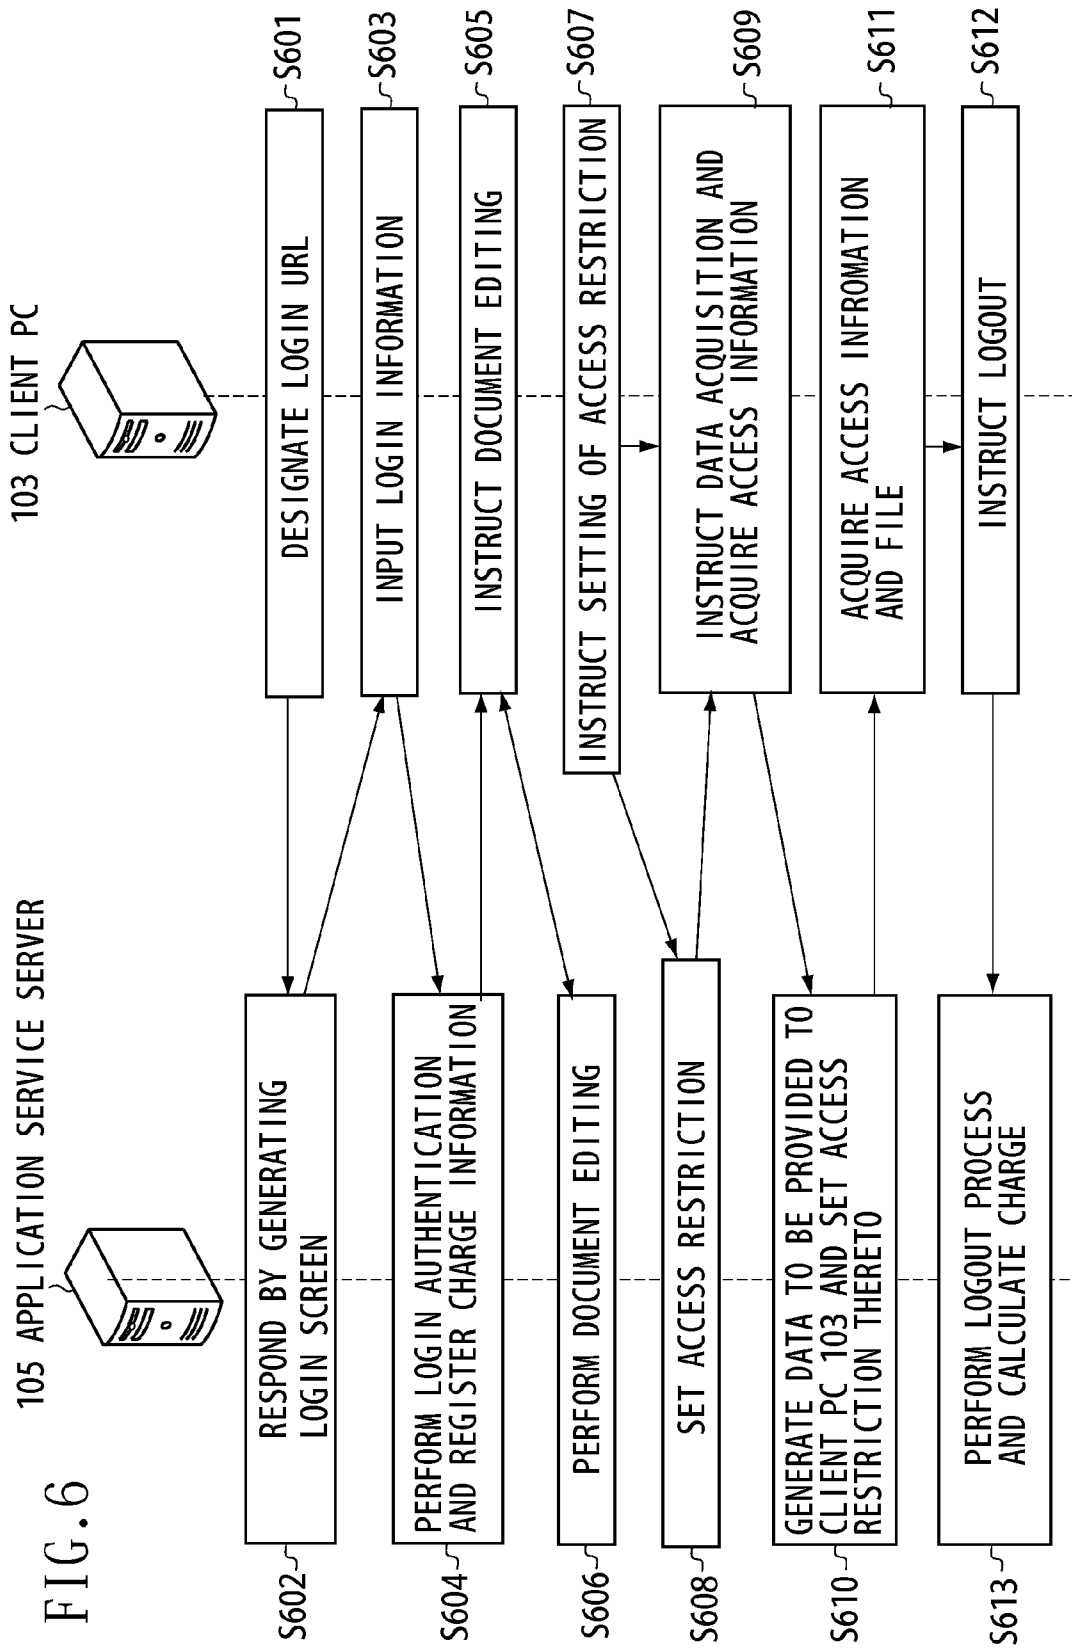 FIG.6
105 APPLICATION SERVICE SERVER
103 CLIENT PC
DESIGNATE LOGIN URL
S601
S602
RESPOND BY GENERATING
LOGIN SCREEN
INPUT LOGIN INFORMATION
S603
S604
PERFORM LOGIN AUTHENTICATION
AND REGISTER CHARGE INFORMATION
INSTRUCT DOCUMENT EDITING
S605
S606
PERFORM DOCUMENT EDITING
INSTRUCT SETTING OF ACCESS RESTRICTION
S607
S608
SET ACCESS RESTRICTION
INSTRUCT DATA ACQUISITION AND
ACQUIRE ACCESS INFORMATION
S609
S610
GENERATE DATA TO BE PROVIDED TO
CLIENT PC 103 AND SET ACCESS
RESTRICTION THERETO
ACQUIRE ACCESS INFROMATION
AND FILE
S611
INSTRUCT LOGOUT
S612
S613
PERFORM LOGOUT PROCESS
AND CALCULATE CHARGE